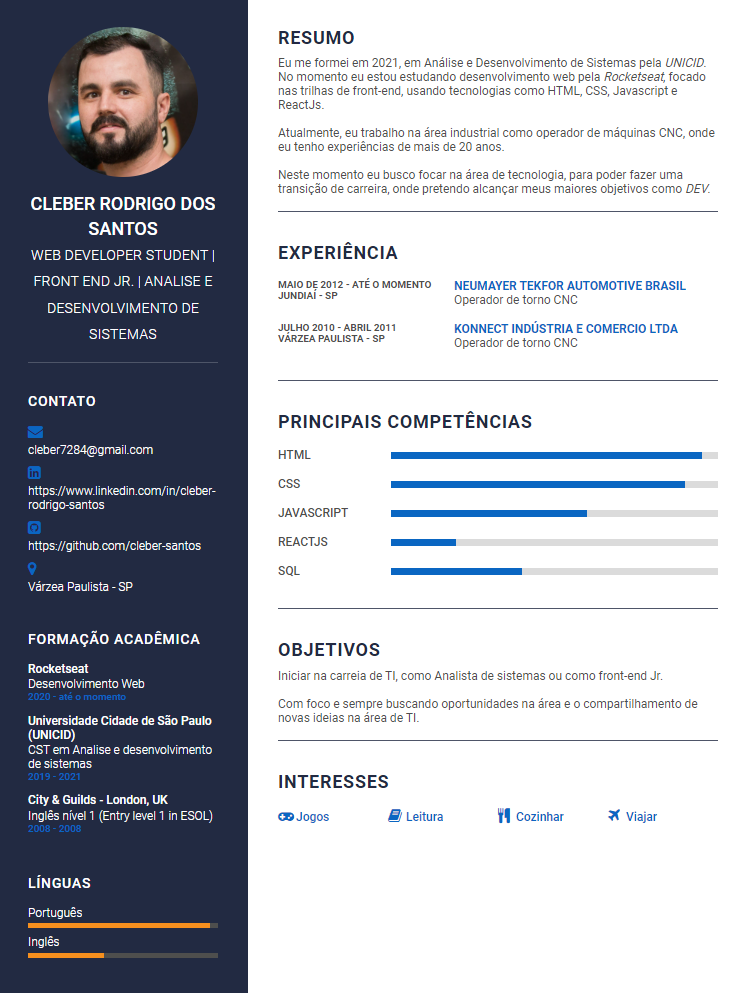 CLEBER RODRIGO DOS
SANTOS
WEB DEVELOPER STUDENT |
FRONT END JR. | ANALISE E
DESENVOLVIMENTO DE
SISTEMAS
CONTATO
cleber7284@gmail.com
https://www.linkedin.com/in/cleber-
rodrigo-santos
https://github.com/cleber-santos
Várzea Paulista - SP
FORMAÇÃO ACADÊMICA
Rocketseat
Desenvolvimento Web
2020 - até o momento
Universidade Cidade de São Paulo
(UNICID)
CST em Analise e desenvolvimento
de sistemas
2019 - 2021
City & Guilds - London, UK
Inglês nível 1 (Entry level 1 in ESOL)
2008 - 2008
LÍNGUAS
Português
Inglês
RESUMO
Eu me formei em 2021, em Análise e Desenvolvimento de Sistemas pela UNICID.
No momento eu estou estudando desenvolvimento web pela Rocketseat, focado
nas trilhas de front-end, usando tecnologias como HTML, CSS, Javascript e
ReactJs.
Atualmente, eu trabalho na área industrial como operador de máquinas CNC, onde
eu tenho experiências de mais de 20 anos.
Neste momento eu busco focar na área de tecnologia, para poder fazer uma
transição de carreira, onde pretendo alcançar meus maiores objetivos como DEV.
EXPERIÊNCIA
MAIO DE 2012 - ATÉ O MOMENTO
JUNDIAÍ - SP
NEUMAYER TEKFOR AUTOMOTIVE BRASIL
Operador de torno CNC
JULHO 2010 - ABRIL 2011
VÁRZEA PAULISTA - SP
KONNECT INDÚSTRIA E COMERCIO LTDA
Operador de torno CNC
PRINCIPAIS COMPETÊNCIAS
HTML
CSS
JAVASCRIPT
REACTJS
SQL
OBJETIVOS
Iniciar na carreia de TI, como Analista de sistemas ou como front-end Jr.
Com foco e sempre buscando oportunidades na área e o compartilhamento de
novas ideias na área de TI.
INTERESSES
Jogos Leitura Cozinhar Viajar